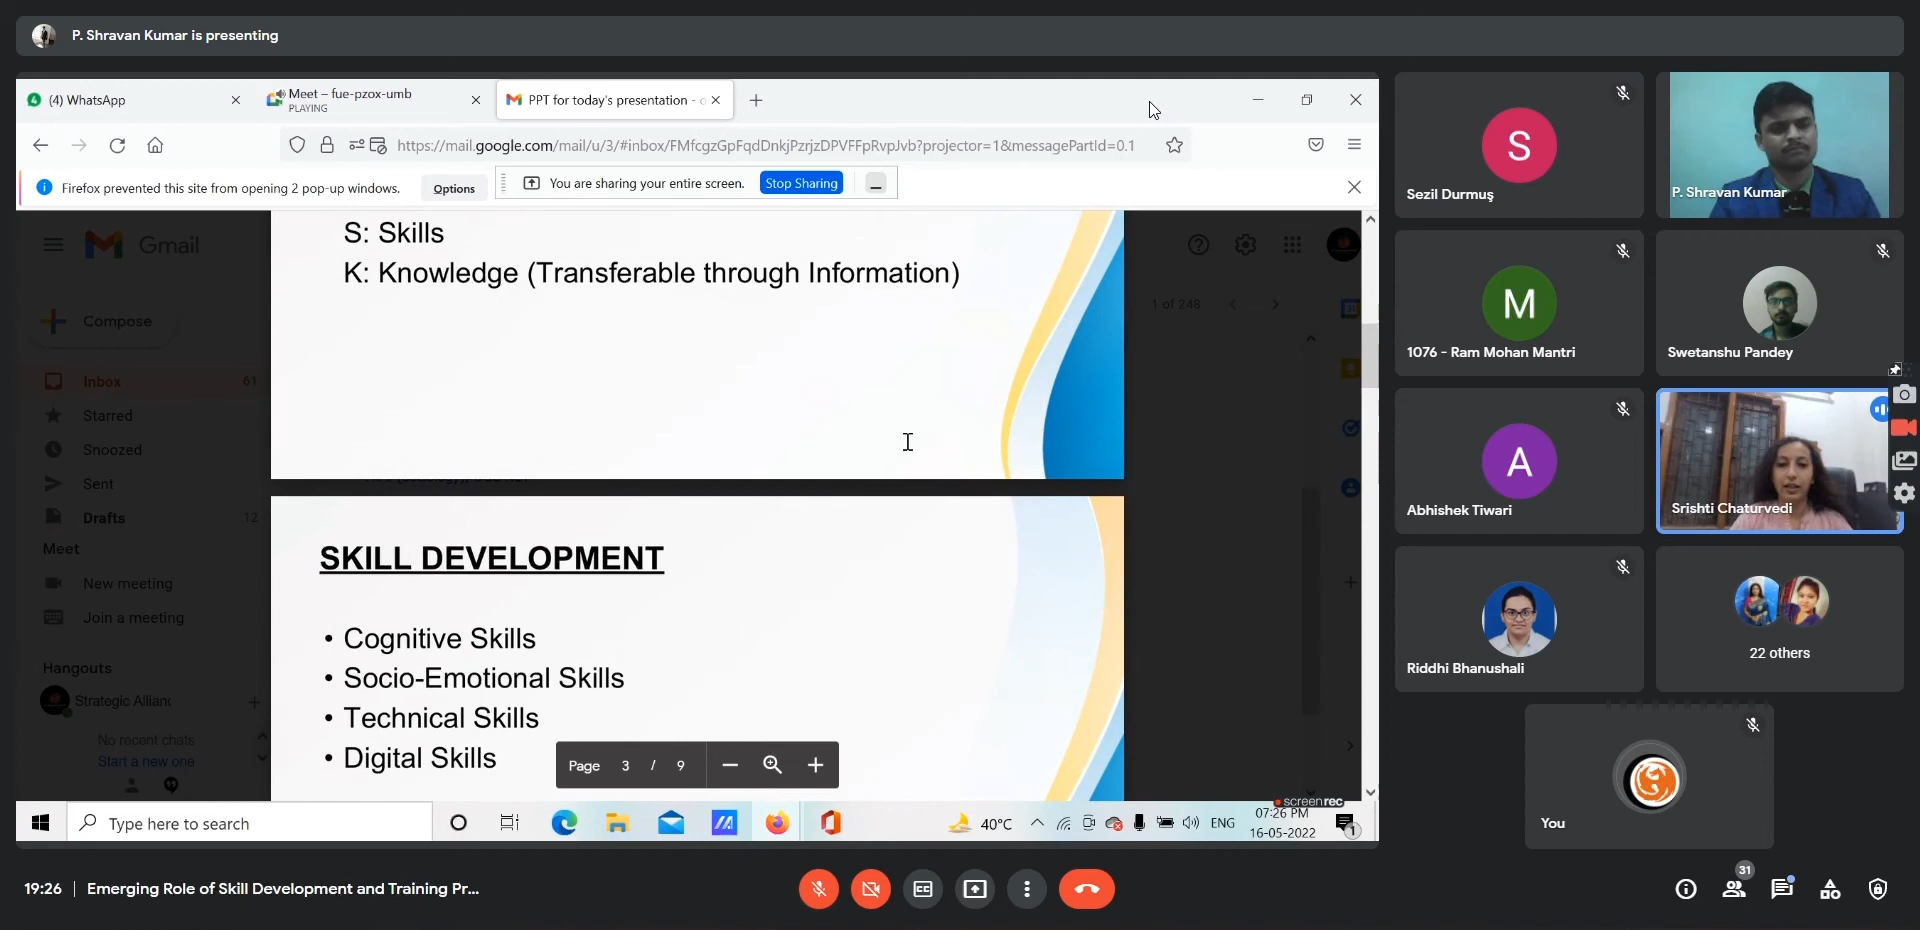 P. Shravan Kumar is presenting
(4) WhatsApp
Meet – fue-pzox-umb
PLAYING
PPT for today's presentation -
https://mail.google.com/mail/u/3/#inbox/FMfcgzGpFqdDnkjPzrjzDPVFFpRvpJvb?projector=1&messagePartId=0.1
Firefox prevented this site from opening 2 pop-up windows.
Options
You are sharing your entire screen.
Stop Sharing
Gmail
Compose
Inbox 61
Starred
Snoozed
Sent
Drafts 12
Meet
New meeting
Join a meeting
Hangouts
Strategic Allianc
No recent chats
Start a new one
1 of 248
S: Skills
K: Knowledge (Transferable through Information)
SKILL DEVELOPMENT
• Cognitive Skills
• Socio-Emotional Skills
• Technical Skills
• Digital Skills
Page 3 / 9
Type here to search
40°C
ENG
07:26 PM
16-05-2022
1
screenrec
S
Sezil Durmuş
P. Shravan Kumar
M
1076 - Ram Mohan Mantri
Swetanshu Pandey
A
Abhishek Tiwari
Srishti Chaturvedi
Riddhi Bhanushali
22 others
You
19:26 | Emerging Role of Skill Development and Training Pr...
31